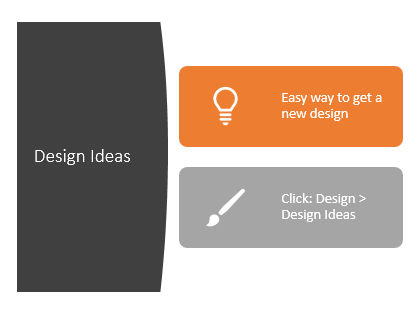 Design Ideas
Easy way to get a
new design
Click: Design >
Design Ideas